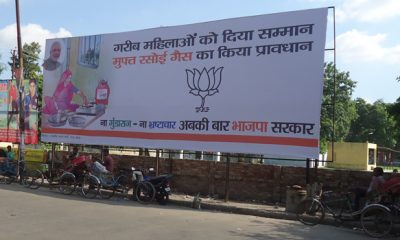 गरीब महिलाओं को दिया सम्मान
मुफ्त रसोई गैस का किया प्रावधान
ना गुंडाराज - ना भ्रष्टाचार अबकी बार भाजपा सरकार